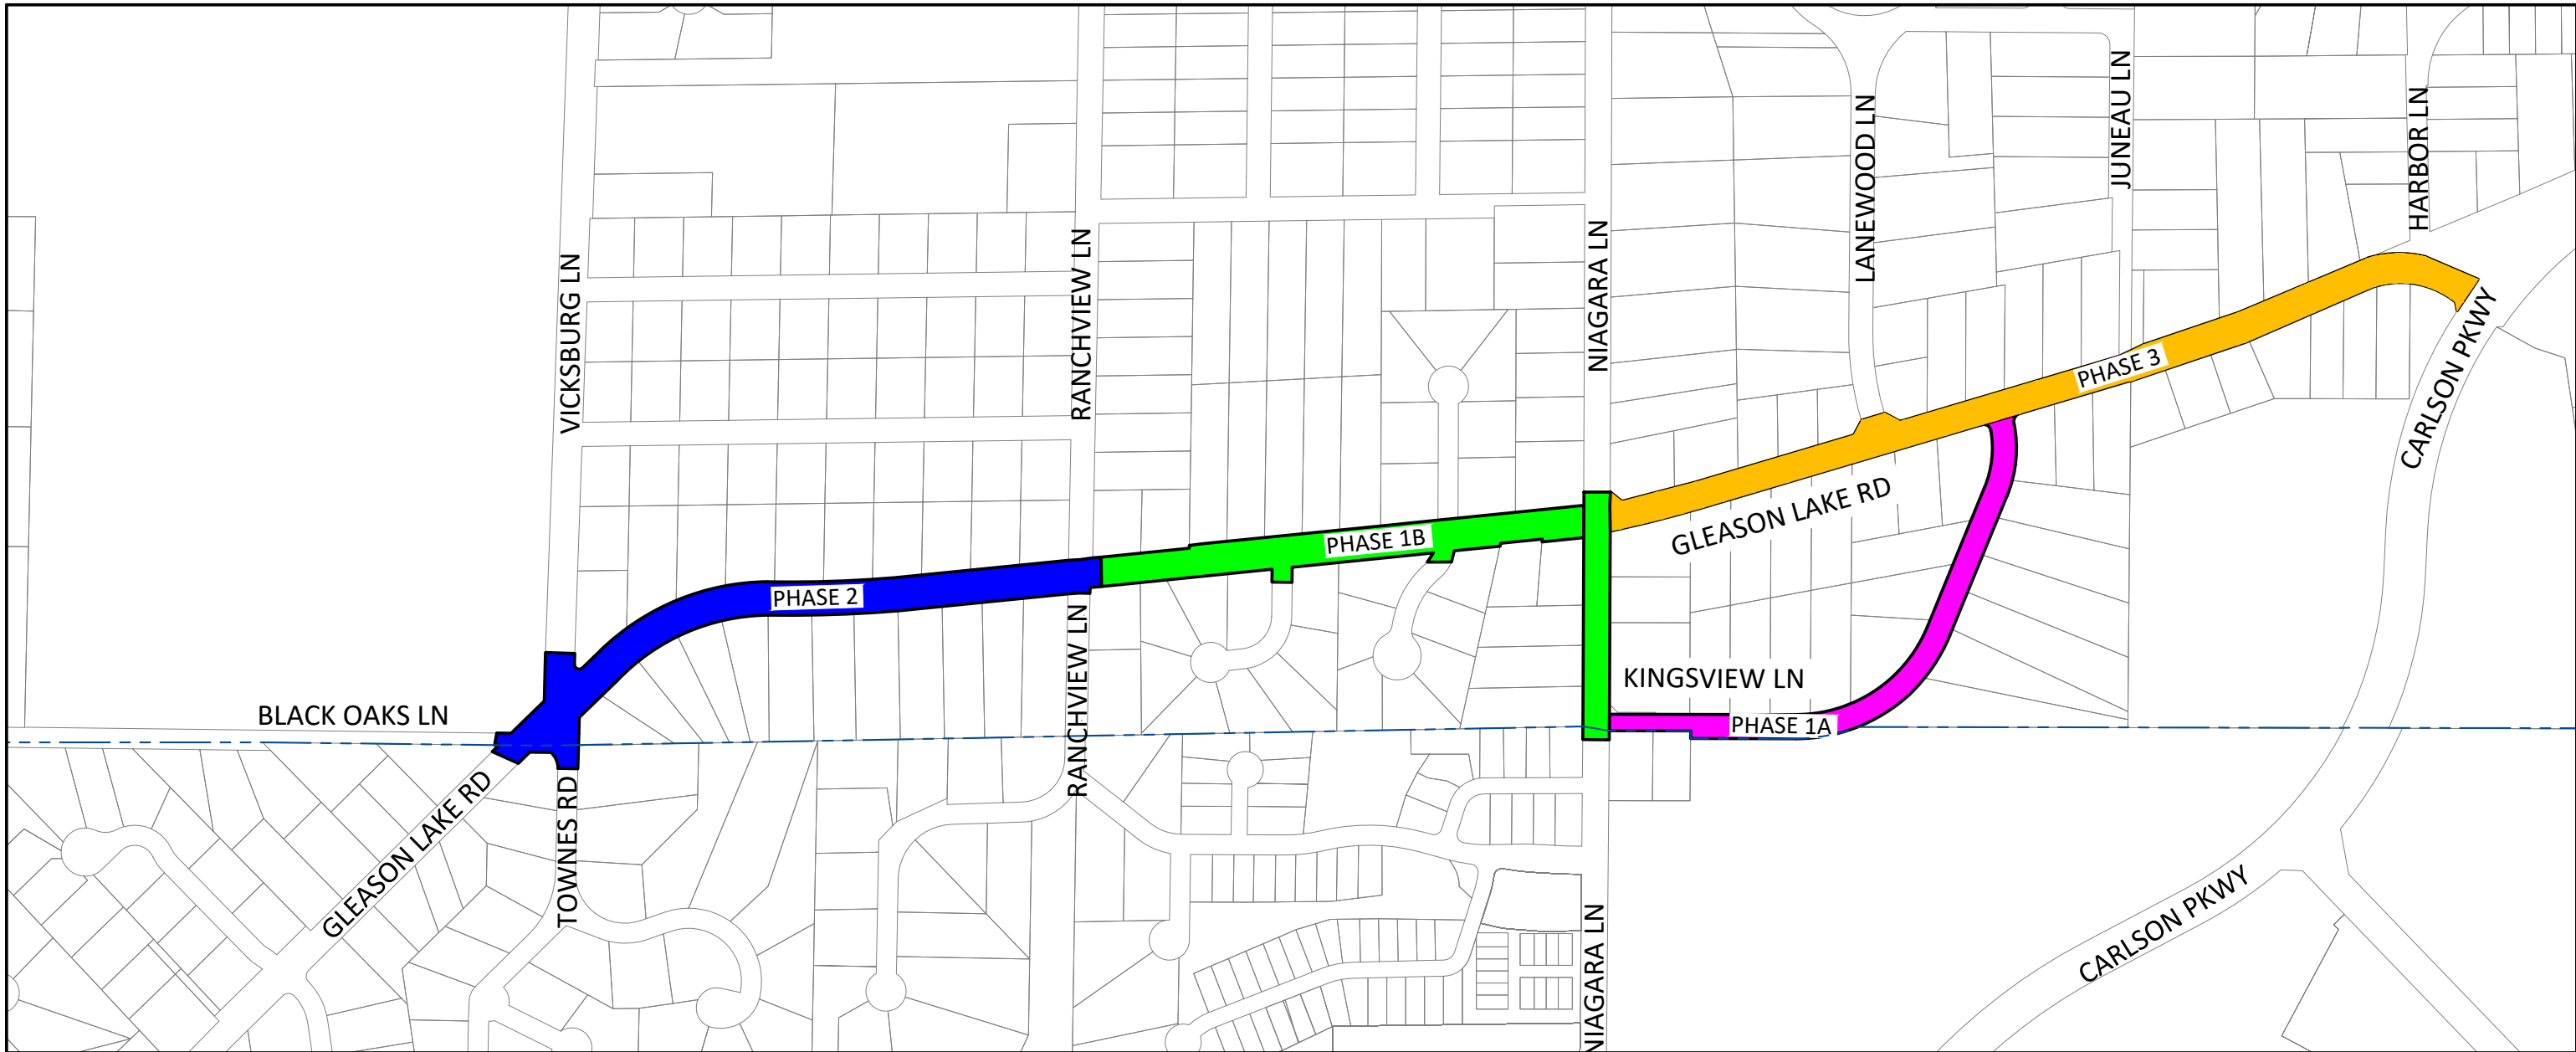 JUNEAU LN
HARBOR LN
LANEWOOD LN
NIAGARA LN
RANCHVIEW LN
VICKSBURG LN
CARLSON PKWY
PHASE 3
GLEASON LAKE RD
PHASE 1B
PHASE 2
RANCHVIEW LN
KINGSVIEW LN
BLACK OAKS LN
PHASE 1A
GLEASON LAKE RD
TOWNES RD
NIAGARA LN
CARLSON PKWY